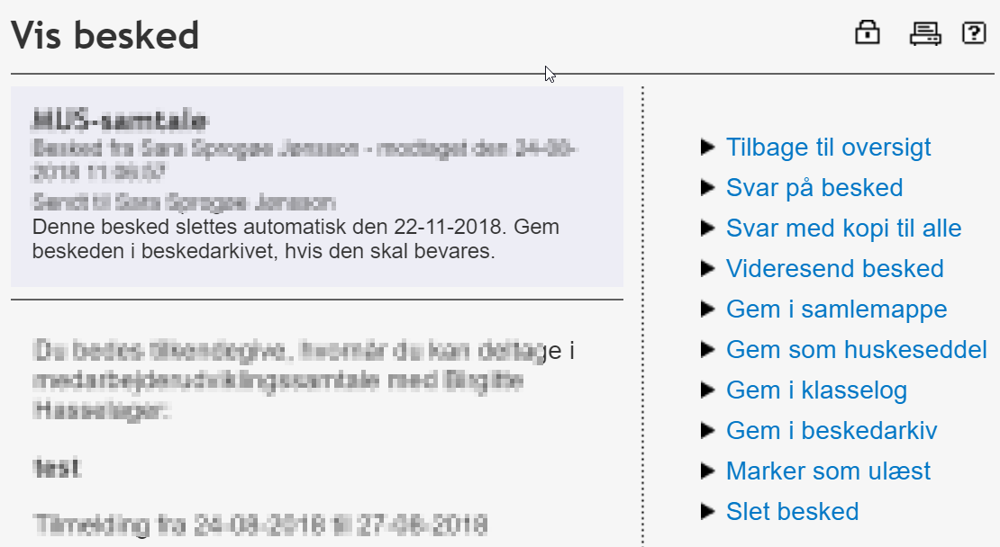 Vis besked
MUS-samtale
Besked fra Sara Sprogøe Jensson - modtaget den 24-08-
2018 11:06:57
Sendt til Sara Sprogøe Jensson
Denne besked slettes automatisk den 22-11-2018. Gem
beskeden i beskedarkivet, hvis den skal bevares.
Du bedes tilkendegive, hvornår du kan deltage i
medarbejderudviklingssamtale med Birgitte
Hasselager:
test
Tilmelding fra 24-08-2018 til 27-08-2018
Tilbage til oversigt
Svar på besked
Svar med kopi til alle
Videresend besked
Gem i samlemappe
Gem som huskeseddel
Gem i klasselog
Gem i beskedarkiv
Marker som ulæst
Slet besked